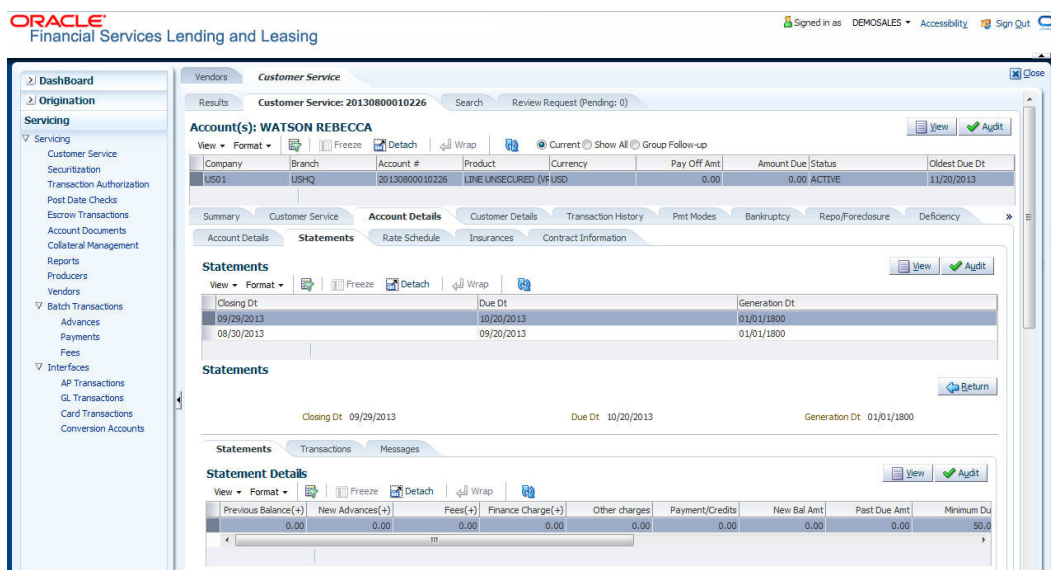 ORACLE
Signed in as DEMOSALES Accessibility Sign Out
Financial Services Lending and Leasing
DashBoard
Origination
Servicing
Servicing
Customer Service
Securitization
Transaction Authorization
Post Date Checks
Escrow Transactions
Account Documents
Collateral Management
Reports
Producers
Vendors
Batch Transactions
Advances
Payments
Fees
Interfaces
AP Transactions
GL Transactions
Card Transactions
Conversion Accounts
Vendors Customer Service Close
Results Customer Service: 20130800010226 Search Review Request (Pending: 0)
Account(s): WATSON REBECCA View Audit
View Format Freeze Detach Wrap Current Show All Group Follow-up
Company Branch Account # Product Currency Pay Off Amt Amount Due Status Oldest Due Dt
US01 USHQ 20130800010226 LINE UNSECURED (VR USD 0.00 0.00 ACTIVE 11/20/2013
Summary Customer Service Account Details Customer Details Transaction History Pmt Modes Bankruptcy Repo/Foreclosure Deficiency »
Account Details Statements Rate Schedule Insurances Contract Information
Statements View Audit
View Format Freeze Detach Wrap
Closing Dt Due Dt Generation Dt
09/29/2013 10/20/2013 01/01/1800
08/30/2013 09/20/2013 01/01/1800
Statements
Return
Closing Dt 09/29/2013 Due Dt 10/20/2013 Generation Dt 01/01/1800
Statements Transactions Messages
Statement Details View Audit
View Format Freeze Detach Wrap
Previous Balance(+) New Advances(+) Fees(+) Finance Charge(+) Other charges Payment/Credits New Bal Amt Past Due Amt Minimum Du
0.00 0.00 0.00 0.00 0.00 0.00 0.00 0.00 50.0